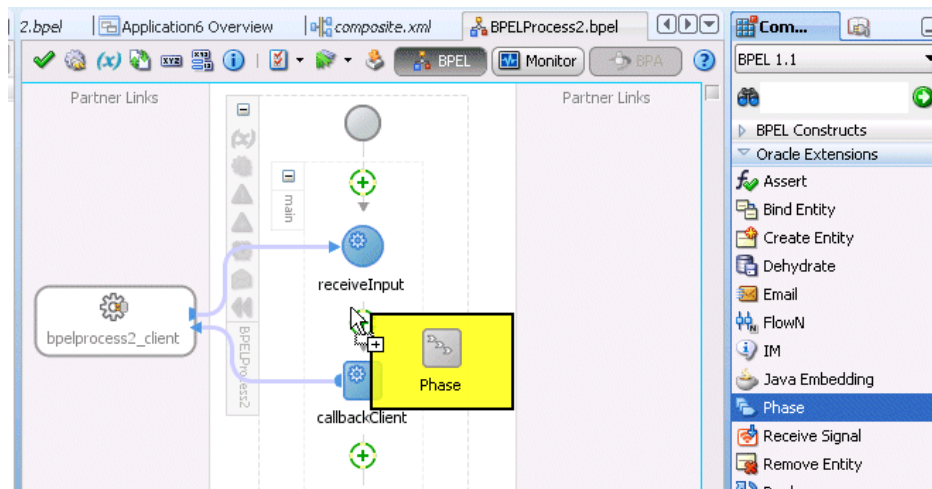 2.bpel
Application6 Overview
composite.xml
BPELProcess2.bpel
Com...
BPEL
Monitor
BPA
BPEL 1.1
Partner Links
Partner Links
main
receiveInput
bpelprocess2_client
BPELProcess2
Phase
callbackClient
BPEL Constructs
Oracle Extensions
Assert
Bind Entity
Create Entity
Dehydrate
Email
FlowN
IM
Java Embedding
Phase
Receive Signal
Remove Entity